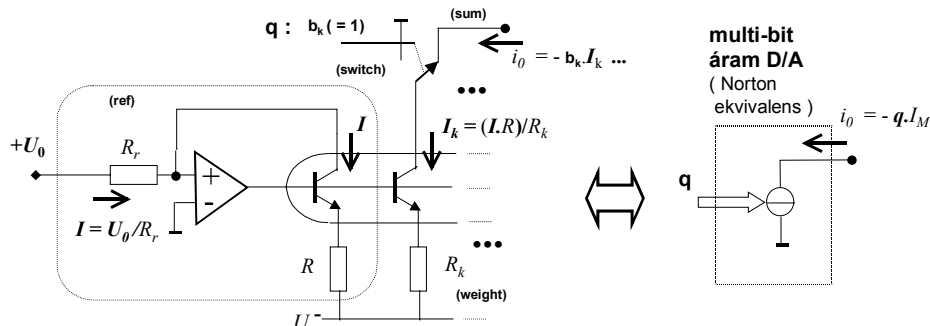 q : b_k ( = 1)
(sum)
i_0 = - b_k.I_k ...
(switch)
(ref)
+U_0
R_r
I
I_k = (I.R)/R_k
I = U_0/R_r
+
-
R
R_k
(weight)
U^-
multi-bit
áram D/A
( Norton
ekvivalens )
i_0 = - q.I_M
q